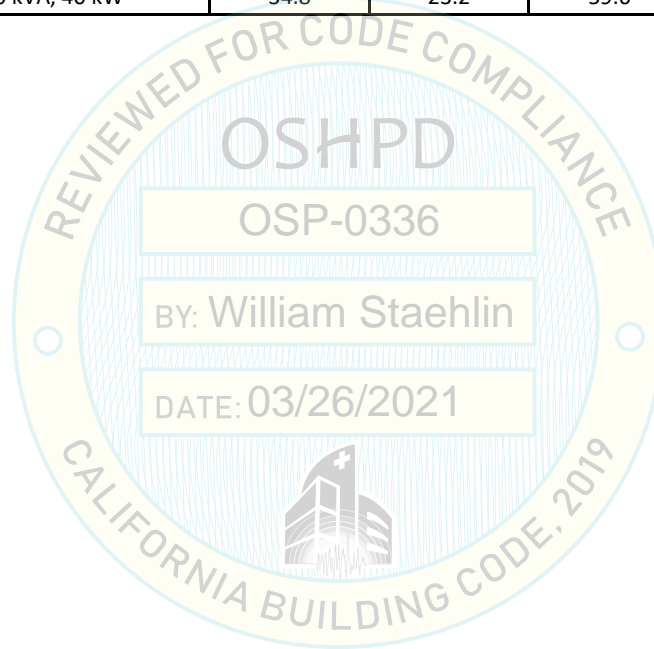 REVIEWED FOR CODE COMPLIANCE
OSHPD
OSP-0336
BY: William Staehlin
DATE: 03/26/2021
CALIFORNIA BUILDING CODE, 2019